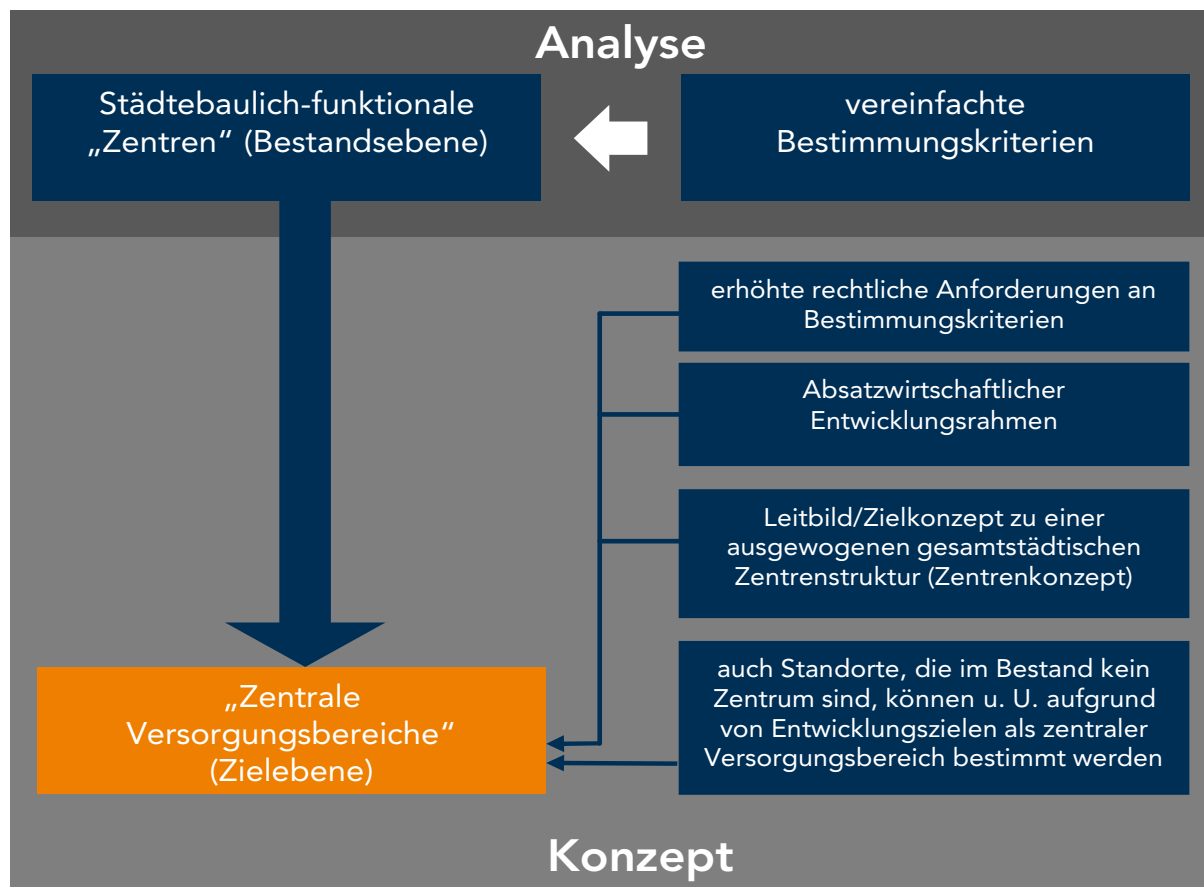 Analyse
Städtebaulich-funktionale
„Zentren“ (Bestandsebene)
vereinfachte
Bestimmungskriterien
erhöhte rechtliche Anforderungen an
Bestimmungskriterien
Absatzwirtschaftlicher
Entwicklungsrahmen
Leitbild/Zielkonzept zu einer
ausgewogenen gesamtstädtischen
Zentrenstruktur (Zentrenkonzept)
auch Standorte, die im Bestand kein
Zentrum sind, können u. U. aufgrund
von Entwicklungszielen als zentraler
Versorgungsbereich bestimmt werden
„Zentrale
Versorgungsbereiche“
(Zielebene)
Konzept